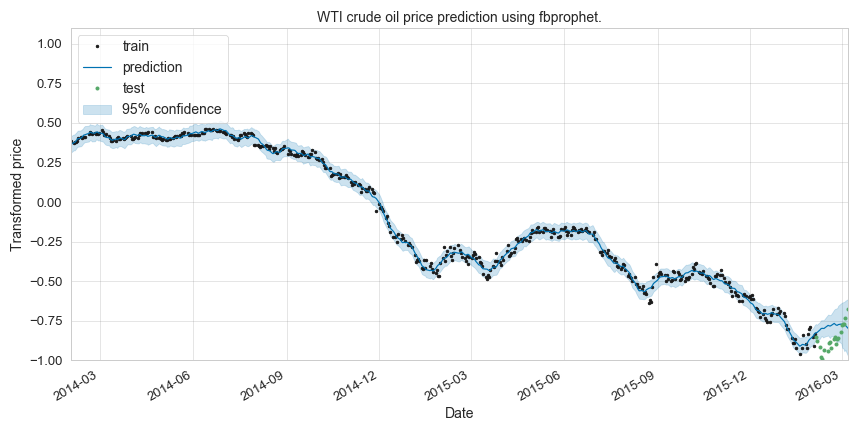 WTI crude oil price prediction using fbprophet.
train
prediction
test
95% confidence
Transformed price
1.00
0.75
0.50
0.25
0.00
−0.25
−0.50
−0.75
−1.00
2014-03
2014-06
2014-09
2014-12
2015-03
2015-06
2015-09
2015-12
2016-03
Date